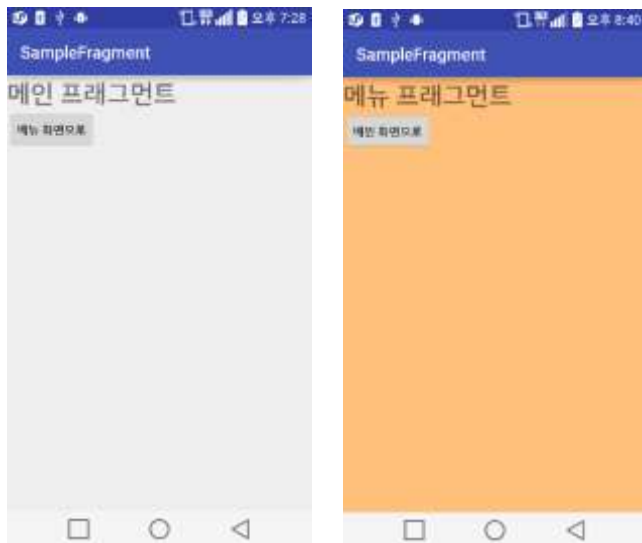 오후 7:28
SampleFragment
메인 프래그먼트
메뉴 화면으로
오후 8:40
SampleFragment
메뉴 프래그먼트
메인 화면으로